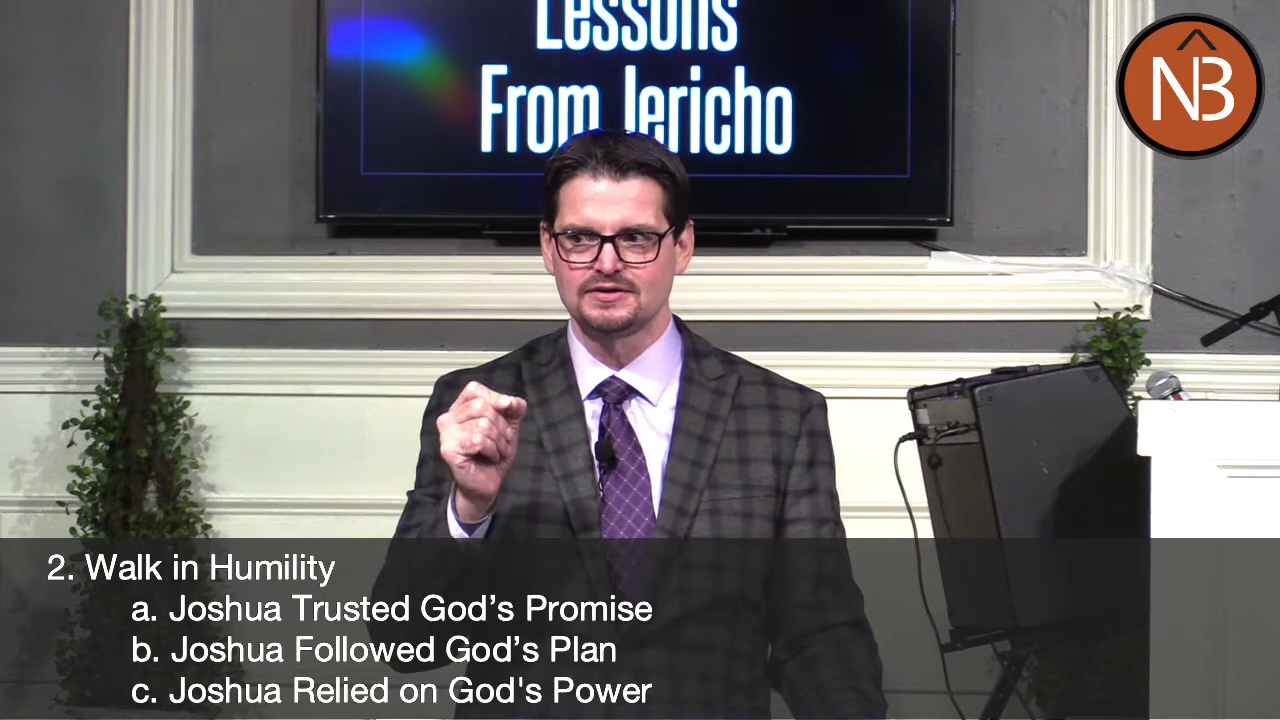 Lessons
From Jericho
NB
2. Walk in Humility
a. Joshua Trusted God’s Promise
b. Joshua Followed God’s Plan
c. Joshua Relied on God's Power